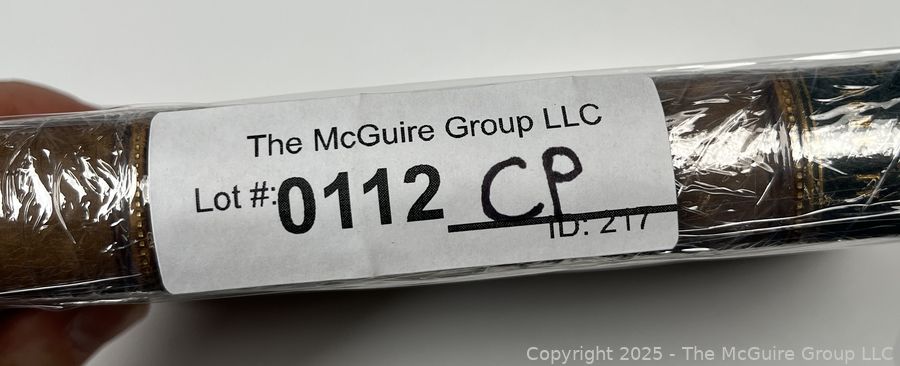 The McGuire Group LLC
Lot #: 0112 CP
ID: 217
Copyright 2025 - The McGuire Group LLC